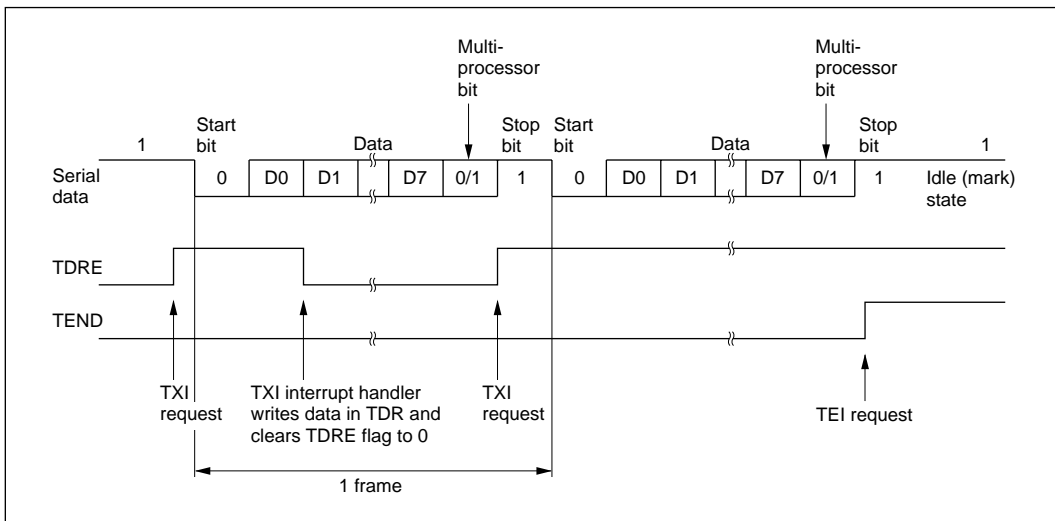 Multi-
processor
bit
Multi-
processor
bit
1
Start
bit
Data
Stop
bit
Start
bit
Data
Stop
bit
1
Serial
data
0
D0
D1
D7
0/1
1
0
D0
D1
D7
0/1
1
Idle (mark)
state
TDRE
TEND
TXI
request
TXI interrupt handler
writes data in TDR and
clears TDRE flag to 0
TXI
request
TEI request
1 frame